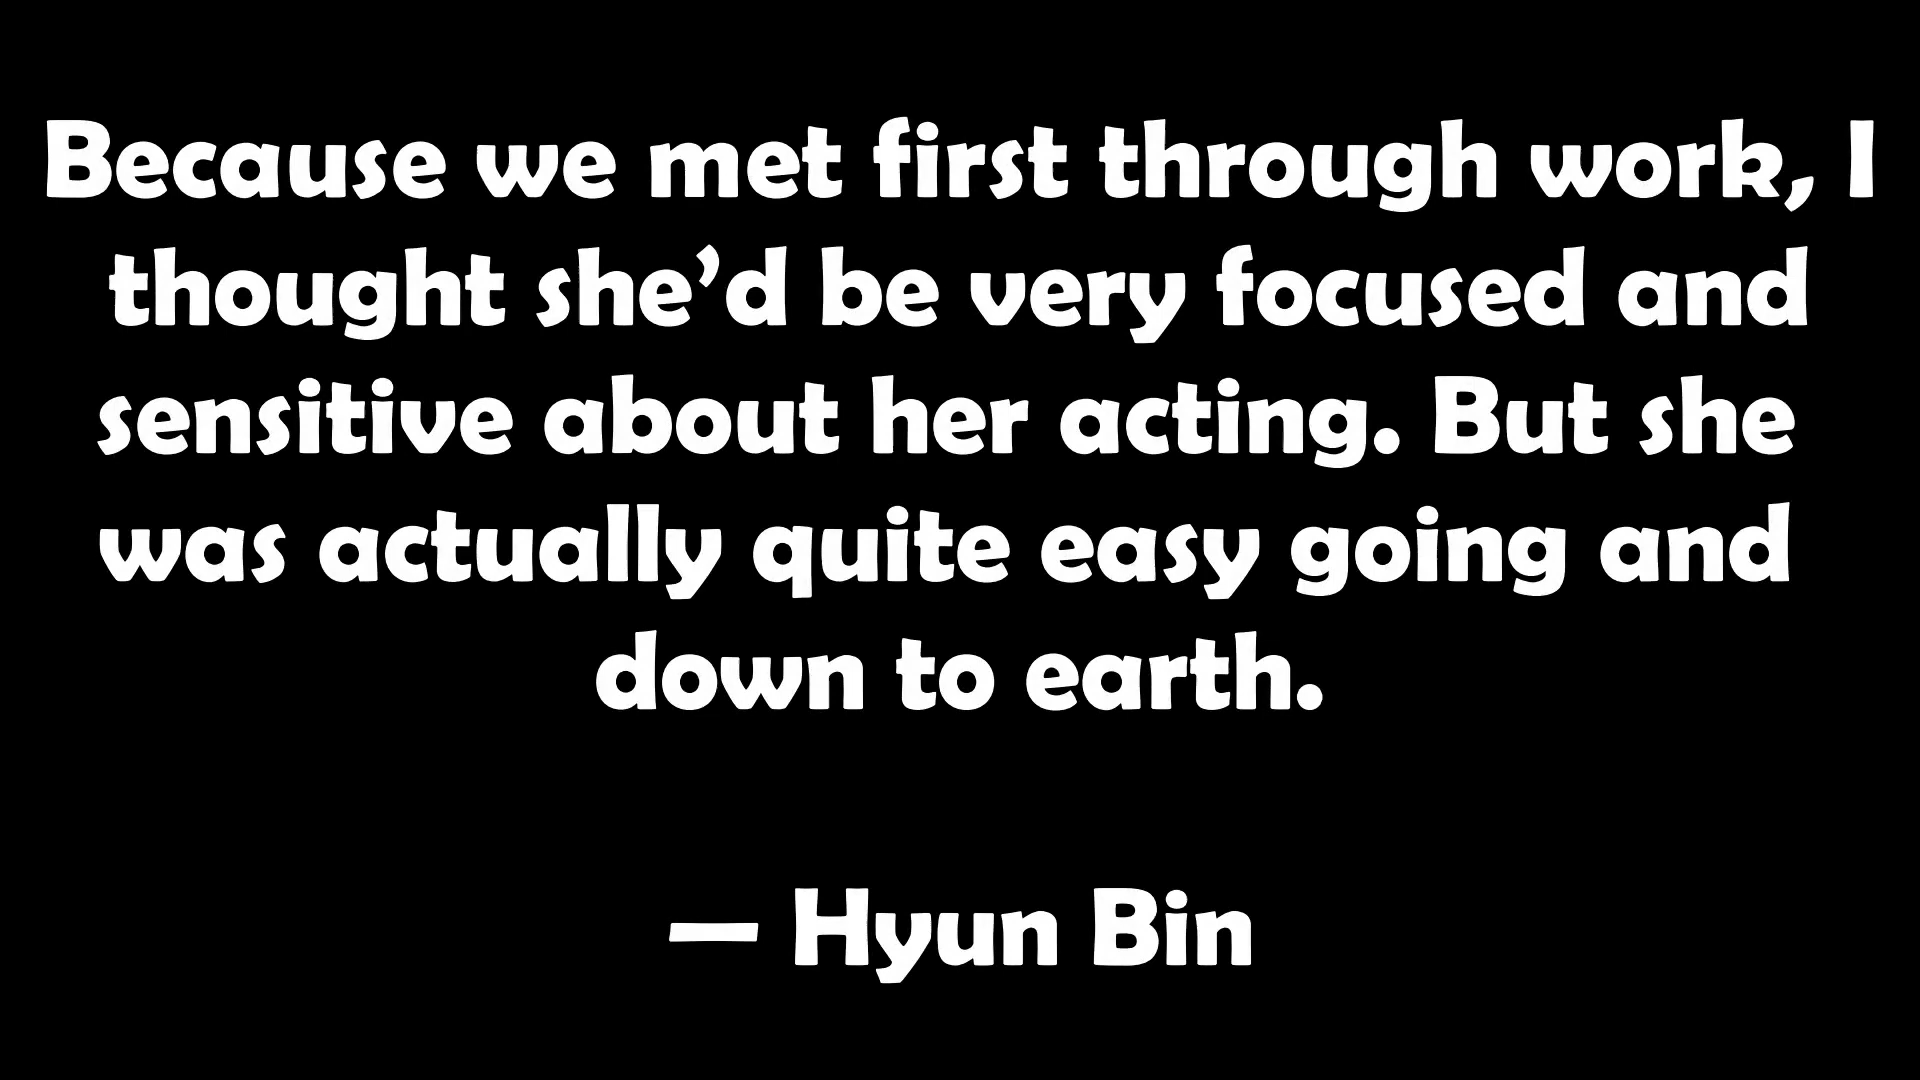 Because we met first through work, I
thought she’d be very focused and
sensitive about her acting. But she
was actually quite easy going and
down to earth.
— Hyun Bin